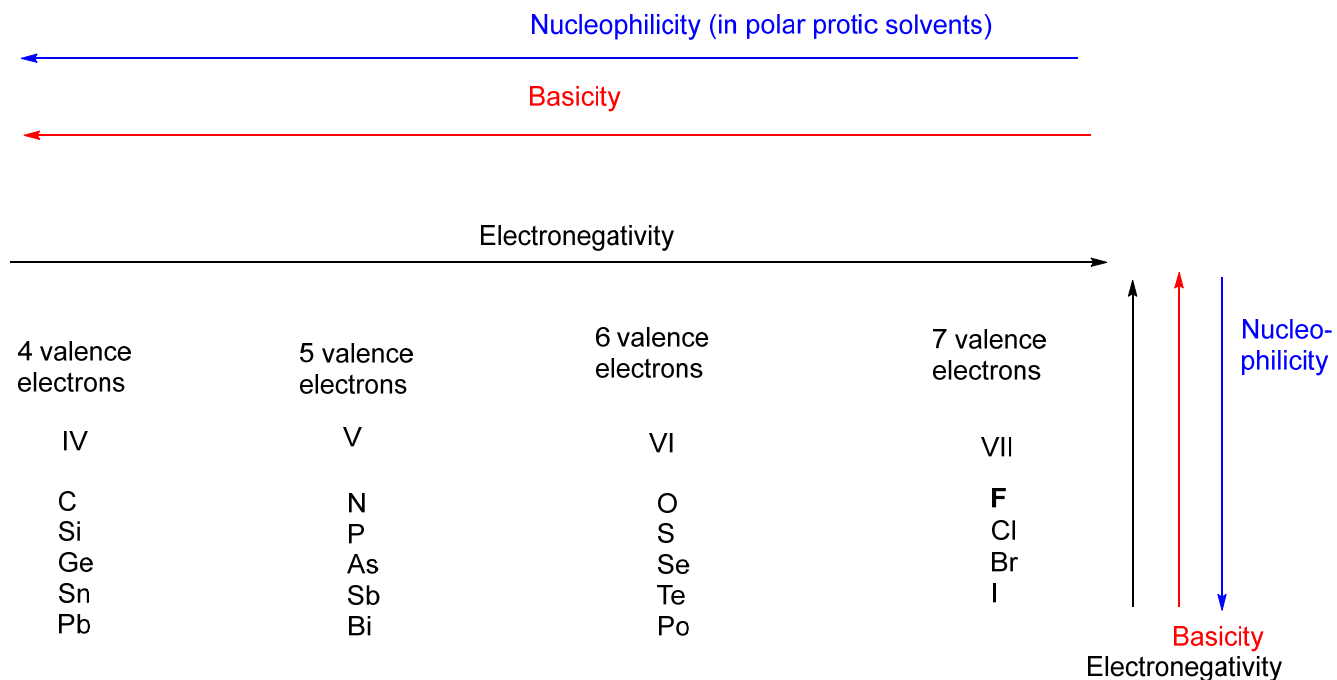 Nucleophilicity (in polar protic solvents)
Basicity
Electronegativity
4 valence
electrons
5 valence
electrons
6 valence
electrons
7 valence
electrons
Nucleo-
philicity
IV
V
VI
VII
C
Si
Ge
Sn
Pb
N
P
As
Sb
Bi
O
S
Se
Te
Po
F
Cl
Br
I
Basicity
Electronegativity